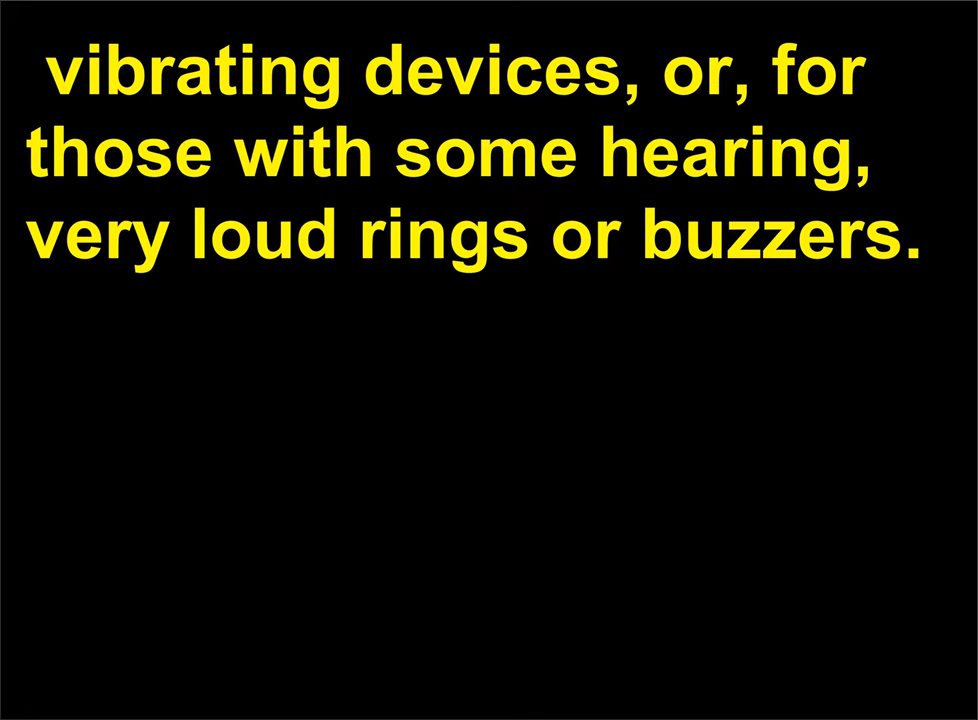 vibrating devices, or, for
those with some hearing,
very loud rings or buzzers.